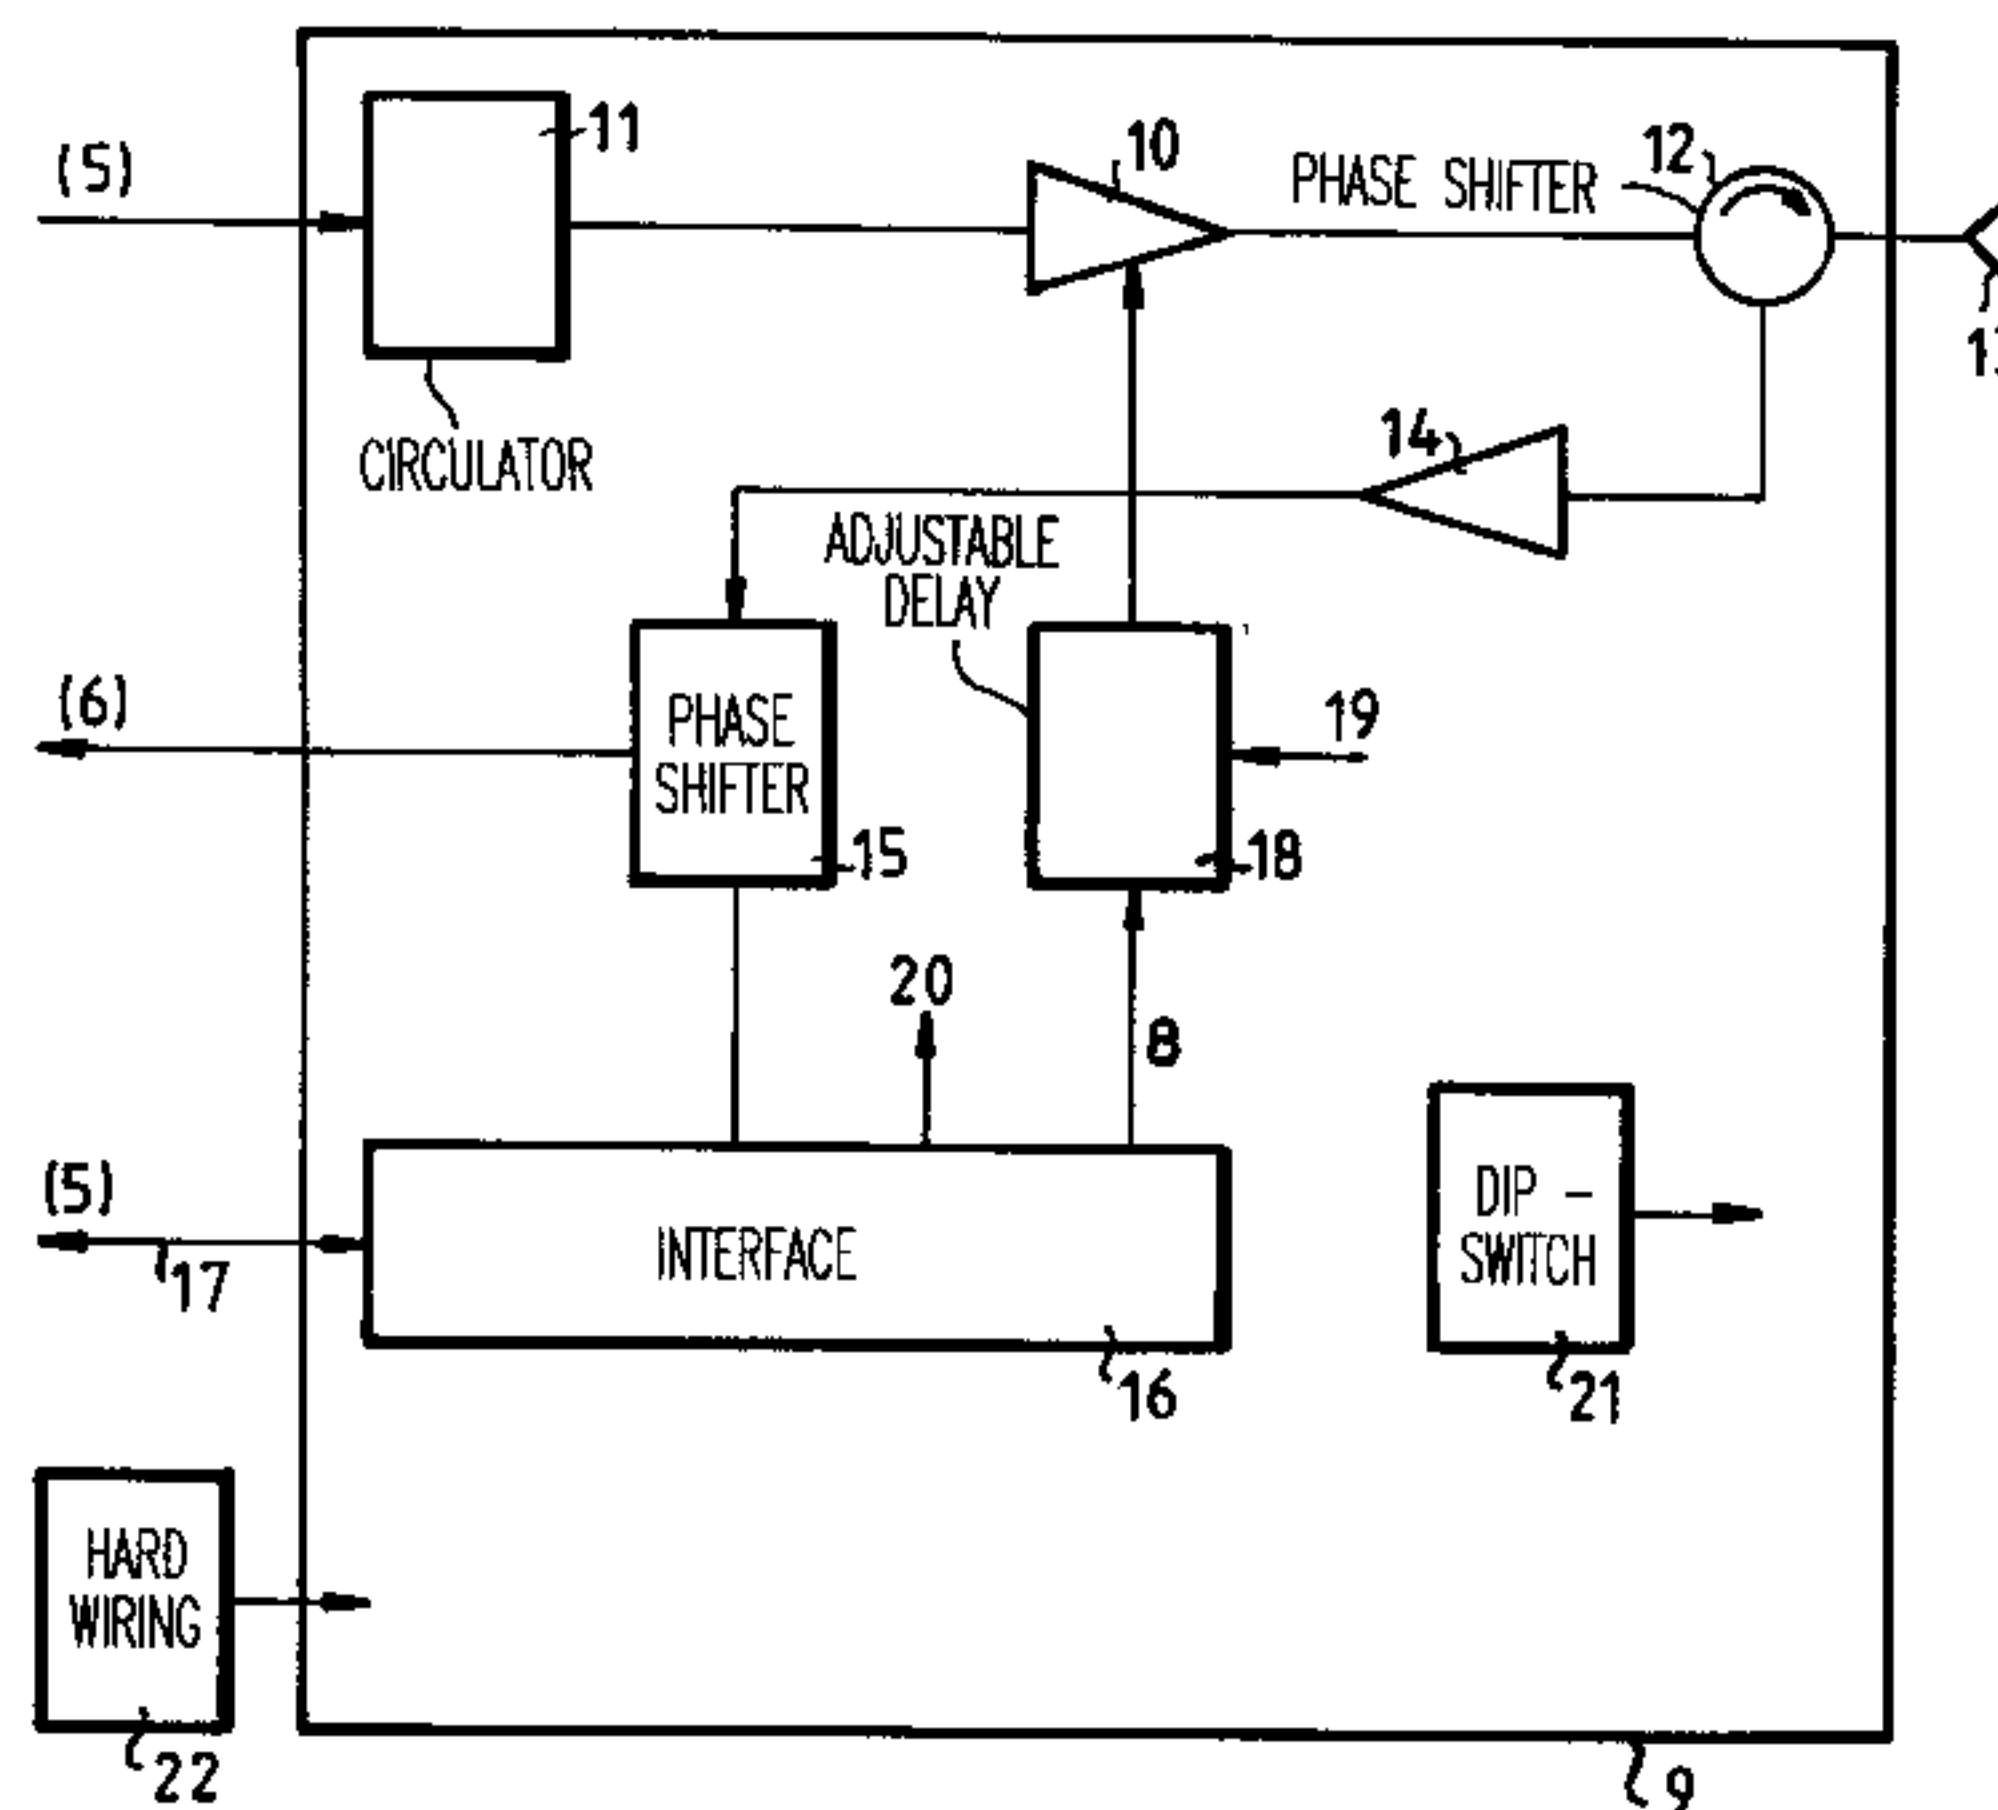 11
(5)
10
PHASE SHIFTER
12
CIRCULATOR
14
ADJUSTABLE
DELAY
(6)
PHASE
SHIFTER
19
15
18
20
8
(5)
17
INTERFACE
DIP -
SWITCH
16
21
HARD
WIRING
22
9